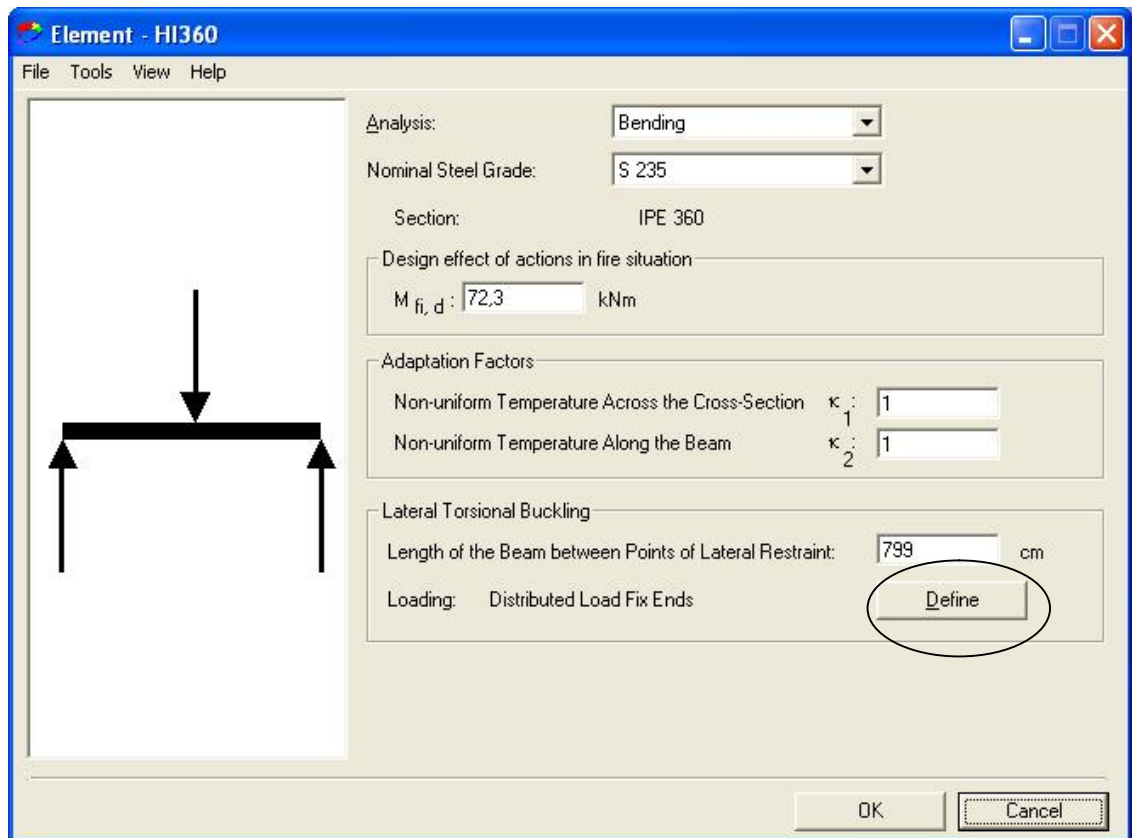 Element - HI360
File Tools View Help
Analysis: Bending
Nominal Steel Grade: S 235
Section: IPE 360
Design effect of actions in fire situation
M fi, d : 72,3 kNm
Adaptation Factors
Non-uniform Temperature Across the Cross-Section κ 1 : 1
Non-uniform Temperature Along the Beam κ 2 : 1
Lateral Torsional Buckling
Length of the Beam between Points of Lateral Restraint: 799 cm
Loading: Distributed Load Fix Ends Define
OK Cancel